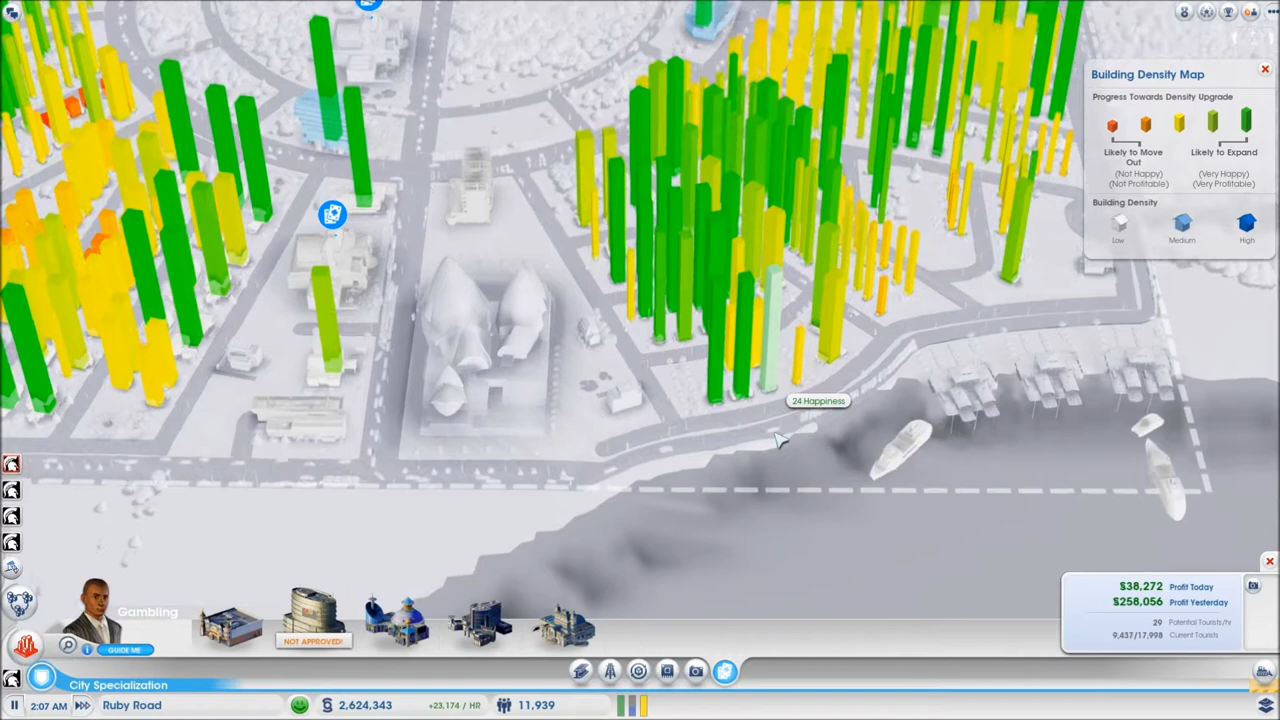 Building Density Map
Progress Towards Density Upgrade
Likely to Move Out
Likely to Expand
(Not Happy)
(Very Happy)
(Not Profitable)
(Very Profitable)
Building Density
Low
Medium
High
24 Happiness
§38,272 Profit Today
§258,056 Profit Yesterday
29 Potential Tourists/hr
9,437/17,998 Current Tourists
Gambling
NOT APPROVED!
GUIDE ME
City Specialization
2:07 AM
Ruby Road
§ 2,624,343
+23,174 / HR
11,939